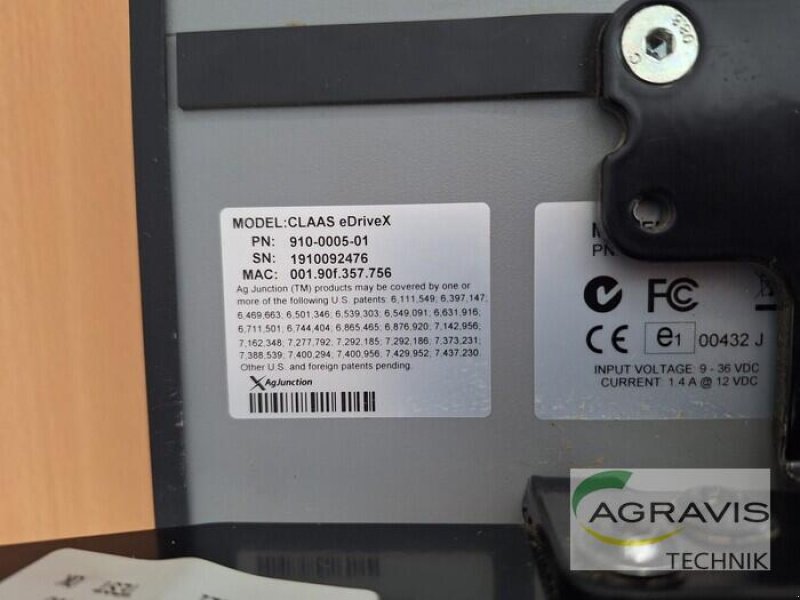 MODEL:CLAAS eDriveX
PN: 910-0005-01
SN: 1910092476
MAC: 001.90f.357.756
Ag Junction (TM) products may be covered by one or
more of the following U.S. patents: 6,111,549; 6,397,147;
6,469,663; 6,501,346; 6,539,303; 6,549,091; 6,631,916;
6,711,501; 6,744,404; 6,865,465; 6,876,920; 7,142,956;
7,162,348; 7,277,792; 7,292,185; 7,292,186; 7,373,231;
7,388,539; 7,400,294; 7,400,956; 7,429,952; 7,437,230.
Other U.S. and foreign patents pending.
AgJunction
PN
FCC
CE e1 00432 J
INPUT VOLTAGE: 9 - 36 VDC
CURRENT: 1.4 A @ 12 VDC
AGRAVIS
TECHNIK